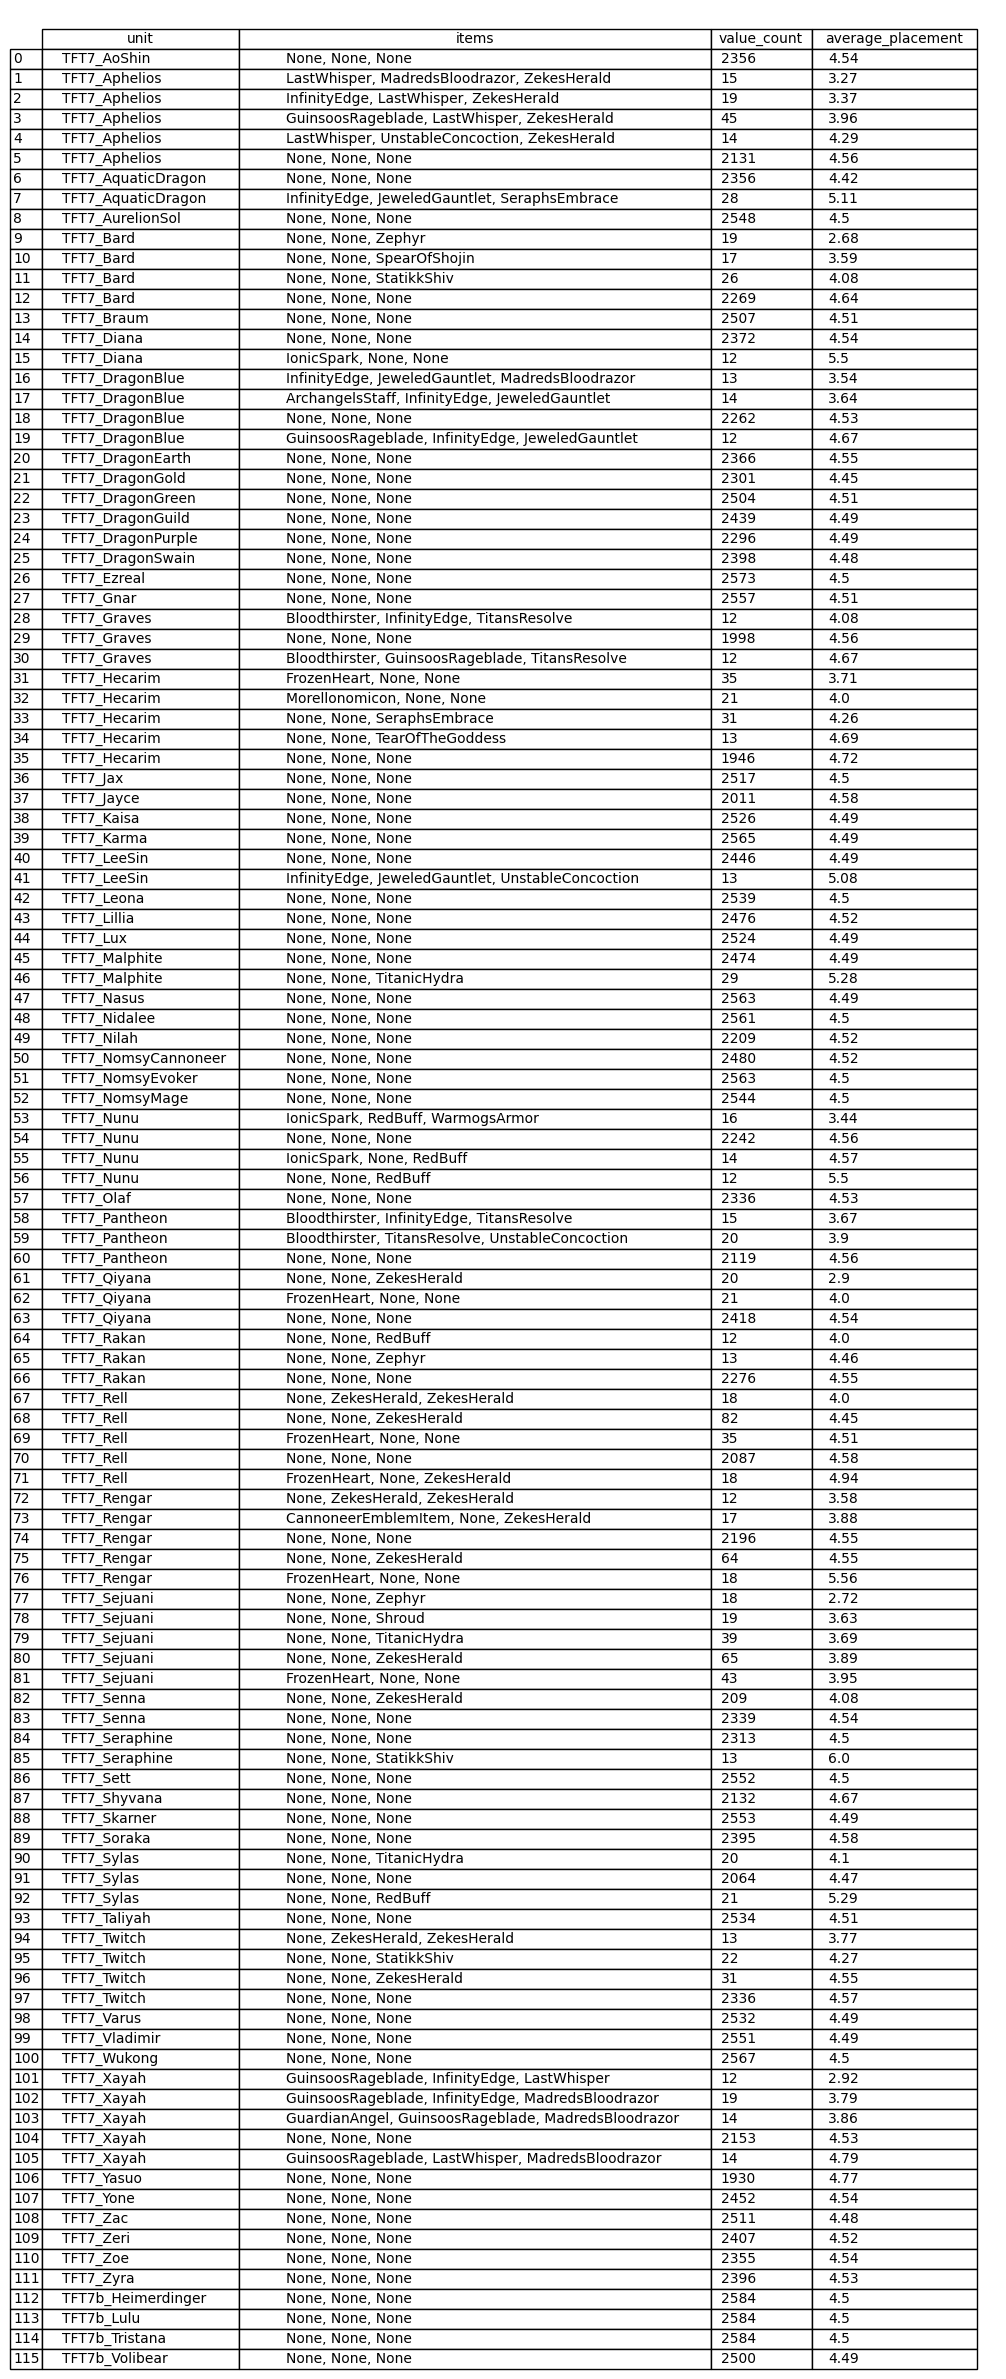 unit items value_count average_placement
0 TFT7_AoShin None, None, None 2356 4.54
1 TFT7_Aphelios LastWhisper, MadredsBloodrazor, ZekesHerald 15 3.27
2 TFT7_Aphelios InfinityEdge, LastWhisper, ZekesHerald 19 3.37
3 TFT7_Aphelios GuinsoosRageblade, LastWhisper, ZekesHerald 45 3.96
4 TFT7_Aphelios LastWhisper, UnstableConcoction, ZekesHerald 14 4.29
5 TFT7_Aphelios None, None, None 2131 4.56
6 TFT7_AquaticDragon None, None, None 2356 4.42
7 TFT7_AquaticDragon InfinityEdge, JeweledGauntlet, SeraphsEmbrace 28 5.11
8 TFT7_AurelionSol None, None, None 2548 4.5
9 TFT7_Bard None, None, Zephyr 19 2.68
10 TFT7_Bard None, None, SpearOfShojin 17 3.59
11 TFT7_Bard None, None, StatikkShiv 26 4.08
12 TFT7_Bard None, None, None 2269 4.64
13 TFT7_Braum None, None, None 2507 4.51
14 TFT7_Diana None, None, None 2372 4.54
15 TFT7_Diana IonicSpark, None, None 12 5.5
16 TFT7_DragonBlue InfinityEdge, JeweledGauntlet, MadredsBloodrazor 13 3.54
17 TFT7_DragonBlue ArchangelsStaff, InfinityEdge, JeweledGauntlet 14 3.64
18 TFT7_DragonBlue None, None, None 2262 4.53
19 TFT7_DragonBlue GuinsoosRageblade, InfinityEdge, JeweledGauntlet 12 4.67
20 TFT7_DragonEarth None, None, None 2366 4.55
21 TFT7_DragonGold None, None, None 2301 4.45
22 TFT7_DragonGreen None, None, None 2504 4.51
23 TFT7_DragonGuild None, None, None 2439 4.49
24 TFT7_DragonPurple None, None, None 2296 4.49
25 TFT7_DragonSwain None, None, None 2398 4.48
26 TFT7_Ezreal None, None, None 2573 4.5
27 TFT7_Gnar None, None, None 2557 4.51
28 TFT7_Graves Bloodthirster, InfinityEdge, TitansResolve 12 4.08
29 TFT7_Graves None, None, None 1998 4.56
30 TFT7_Graves Bloodthirster, GuinsoosRageblade, TitansResolve 12 4.67
31 TFT7_Hecarim FrozenHeart, None, None 35 3.71
32 TFT7_Hecarim Morellonomicon, None, None 21 4.0
33 TFT7_Hecarim None, None, SeraphsEmbrace 31 4.26
34 TFT7_Hecarim None, None, TearOfTheGoddess 13 4.69
35 TFT7_Hecarim None, None, None 1946 4.72
36 TFT7_Jax None, None, None 2517 4.5
37 TFT7_Jayce None, None, None 2011 4.58
38 TFT7_Kaisa None, None, None 2526 4.49
39 TFT7_Karma None, None, None 2565 4.49
40 TFT7_LeeSin None, None, None 2446 4.49
41 TFT7_LeeSin InfinityEdge, JeweledGauntlet, UnstableConcoction 13 5.08
42 TFT7_Leona None, None, None 2539 4.5
43 TFT7_Lillia None, None, None 2476 4.52
44 TFT7_Lux None, None, None 2524 4.49
45 TFT7_Malphite None, None, None 2474 4.49
46 TFT7_Malphite None, None, TitanicHydra 29 5.28
47 TFT7_Nasus None, None, None 2563 4.49
48 TFT7_Nidalee None, None, None 2561 4.5
49 TFT7_Nilah None, None, None 2209 4.52
50 TFT7_NomsyCannoneer None, None, None 2480 4.52
51 TFT7_NomsyEvoker None, None, None 2563 4.5
52 TFT7_NomsyMage None, None, None 2544 4.5
53 TFT7_Nunu IonicSpark, RedBuff, WarmogsArmor 16 3.44
54 TFT7_Nunu None, None, None 2242 4.56
55 TFT7_Nunu IonicSpark, None, RedBuff 14 4.57
56 TFT7_Nunu None, None, RedBuff 12 5.5
57 TFT7_Olaf None, None, None 2336 4.53
58 TFT7_Pantheon Bloodthirster, InfinityEdge, TitansResolve 15 3.67
59 TFT7_Pantheon Bloodthirster, TitansResolve, UnstableConcoction 20 3.9
60 TFT7_Pantheon None, None, None 2119 4.56
61 TFT7_Qiyana None, None, ZekesHerald 20 2.9
62 TFT7_Qiyana FrozenHeart, None, None 21 4.0
63 TFT7_Qiyana None, None, None 2418 4.54
64 TFT7_Rakan None, None, RedBuff 12 4.0
65 TFT7_Rakan None, None, Zephyr 13 4.46
66 TFT7_Rakan None, None, None 2276 4.55
67 TFT7_Rell None, ZekesHerald, ZekesHerald 18 4.0
68 TFT7_Rell None, None, ZekesHerald 82 4.45
69 TFT7_Rell FrozenHeart, None, None 35 4.51
70 TFT7_Rell None, None, None 2087 4.58
71 TFT7_Rell FrozenHeart, None, ZekesHerald 18 4.94
72 TFT7_Rengar None, ZekesHerald, ZekesHerald 12 3.58
73 TFT7_Rengar CannoneerEmblemItem, None, ZekesHerald 17 3.88
74 TFT7_Rengar None, None, None 2196 4.55
75 TFT7_Rengar None, None, ZekesHerald 64 4.55
76 TFT7_Rengar FrozenHeart, None, None 18 5.56
77 TFT7_Sejuani None, None, Zephyr 18 2.72
78 TFT7_Sejuani None, None, Shroud 19 3.63
79 TFT7_Sejuani None, None, TitanicHydra 39 3.69
80 TFT7_Sejuani None, None, ZekesHerald 65 3.89
81 TFT7_Sejuani FrozenHeart, None, None 43 3.95
82 TFT7_Senna None, None, ZekesHerald 209 4.08
83 TFT7_Senna None, None, None 2339 4.54
84 TFT7_Seraphine None, None, None 2313 4.5
85 TFT7_Seraphine None, None, StatikkShiv 13 6.0
86 TFT7_Sett None, None, None 2552 4.5
87 TFT7_Shyvana None, None, None 2132 4.67
88 TFT7_Skarner None, None, None 2553 4.49
89 TFT7_Soraka None, None, None 2395 4.58
90 TFT7_Sylas None, None, TitanicHydra 20 4.1
91 TFT7_Sylas None, None, None 2064 4.47
92 TFT7_Sylas None, None, RedBuff 21 5.29
93 TFT7_Taliyah None, None, None 2534 4.51
94 TFT7_Twitch None, ZekesHerald, ZekesHerald 13 3.77
95 TFT7_Twitch None, None, StatikkShiv 22 4.27
96 TFT7_Twitch None, None, ZekesHerald 31 4.55
97 TFT7_Twitch None, None, None 2336 4.57
98 TFT7_Varus None, None, None 2532 4.49
99 TFT7_Vladimir None, None, None 2551 4.49
100 TFT7_Wukong None, None, None 2567 4.5
101 TFT7_Xayah GuinsoosRageblade, InfinityEdge, LastWhisper 12 2.92
102 TFT7_Xayah GuinsoosRageblade, InfinityEdge, MadredsBloodrazor 19 3.79
103 TFT7_Xayah GuardianAngel, GuinsoosRageblade, MadredsBloodrazor 14 3.86
104 TFT7_Xayah None, None, None 2153 4.53
105 TFT7_Xayah GuinsoosRageblade, LastWhisper, MadredsBloodrazor 14 4.79
106 TFT7_Yasuo None, None, None 1930 4.77
107 TFT7_Yone None, None, None 2452 4.54
108 TFT7_Zac None, None, None 2511 4.48
109 TFT7_Zeri None, None, None 2407 4.52
110 TFT7_Zoe None, None, None 2355 4.54
111 TFT7_Zyra None, None, None 2396 4.53
112 TFT7b_Heimerdinger None, None, None 2584 4.5
113 TFT7b_Lulu None, None, None 2584 4.5
114 TFT7b_Tristana None, None, None 2584 4.5
115 TFT7b_Volibear None, None, None 2500 4.49